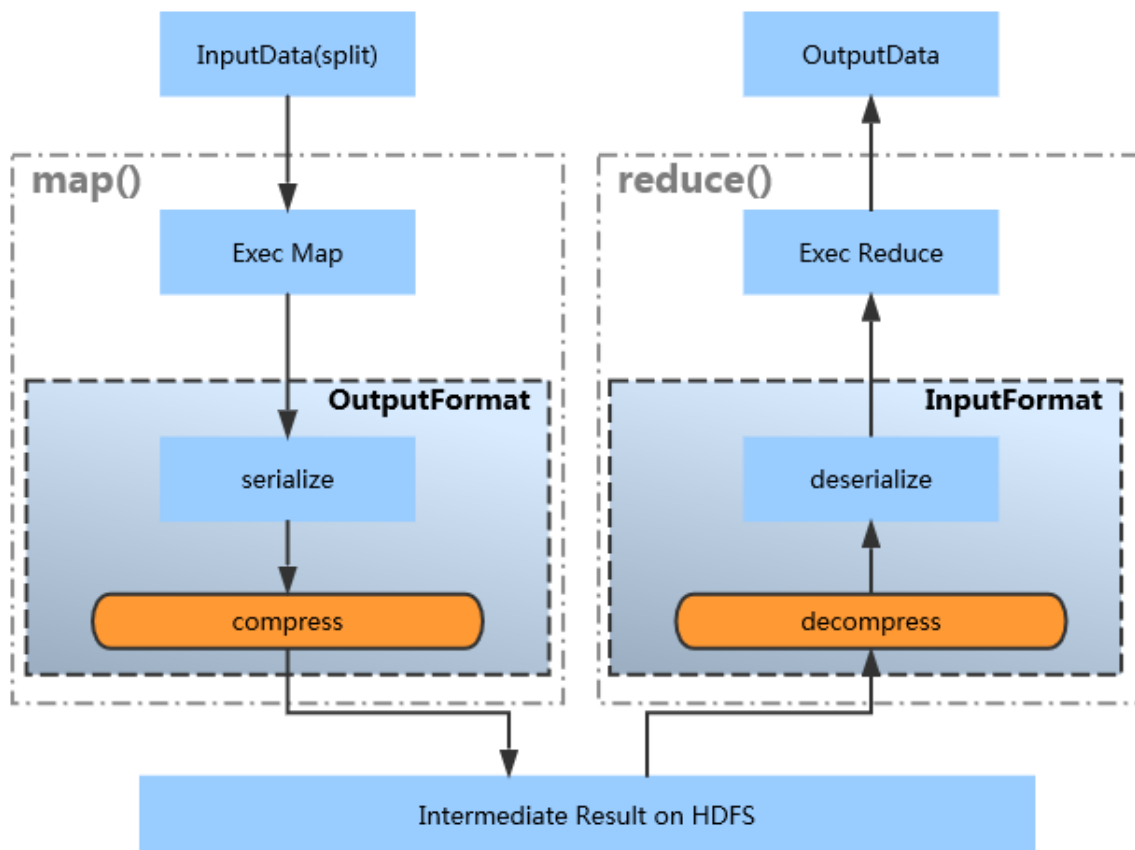 InputData(split)
OutputData
map()
reduce()
Exec Map
Exec Reduce
OutputFormat
InputFormat
serialize
deserialize
compress
decompress
Intermediate Result on HDFS